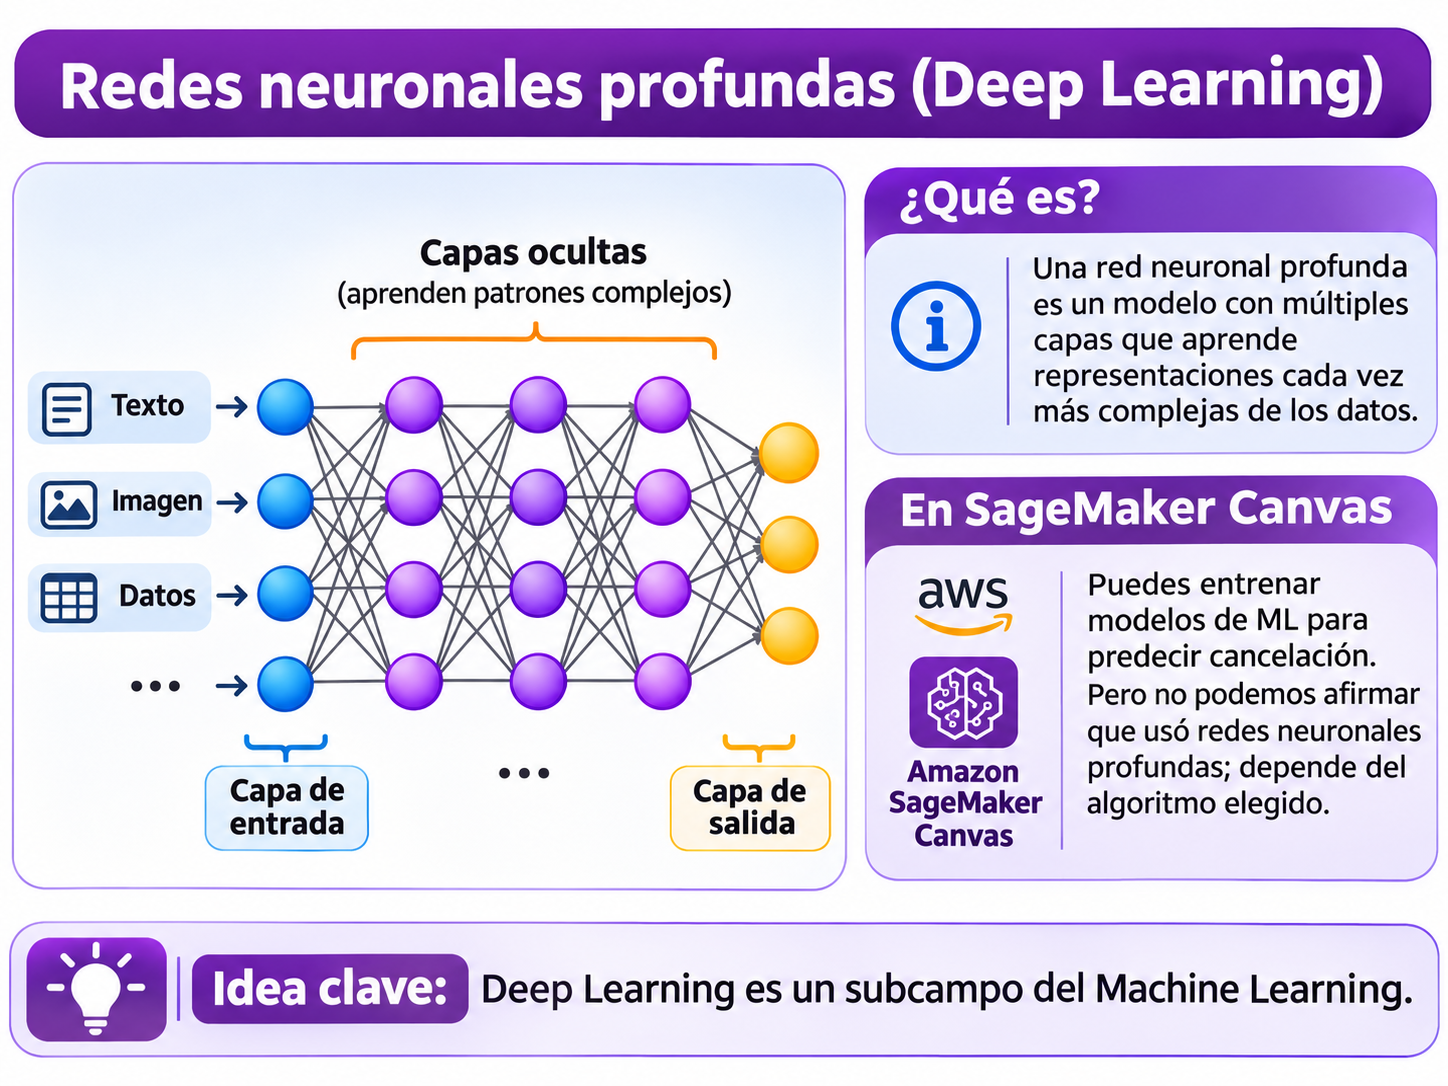 Redes neuronales profundas (Deep Learning)
Capas ocultas
(aprenden patrones complejos)
Texto
Imagen
Datos
...
...
Capa de
entrada
Capa de
salida
¿Qué es?
Una red neuronal profunda
es un modelo con múltiples
capas que aprende
representaciones cada vez
más complejas de los datos.
En SageMaker Canvas
aws
Amazon
SageMaker
Canvas
Puedes entrenar
modelos de ML para
predecir cancelación.
Pero no podemos afirmar
que usó redes neuronales
profundas; depende del
algoritmo elegido.
Idea clave: Deep Learning es un subcampo del Machine Learning.